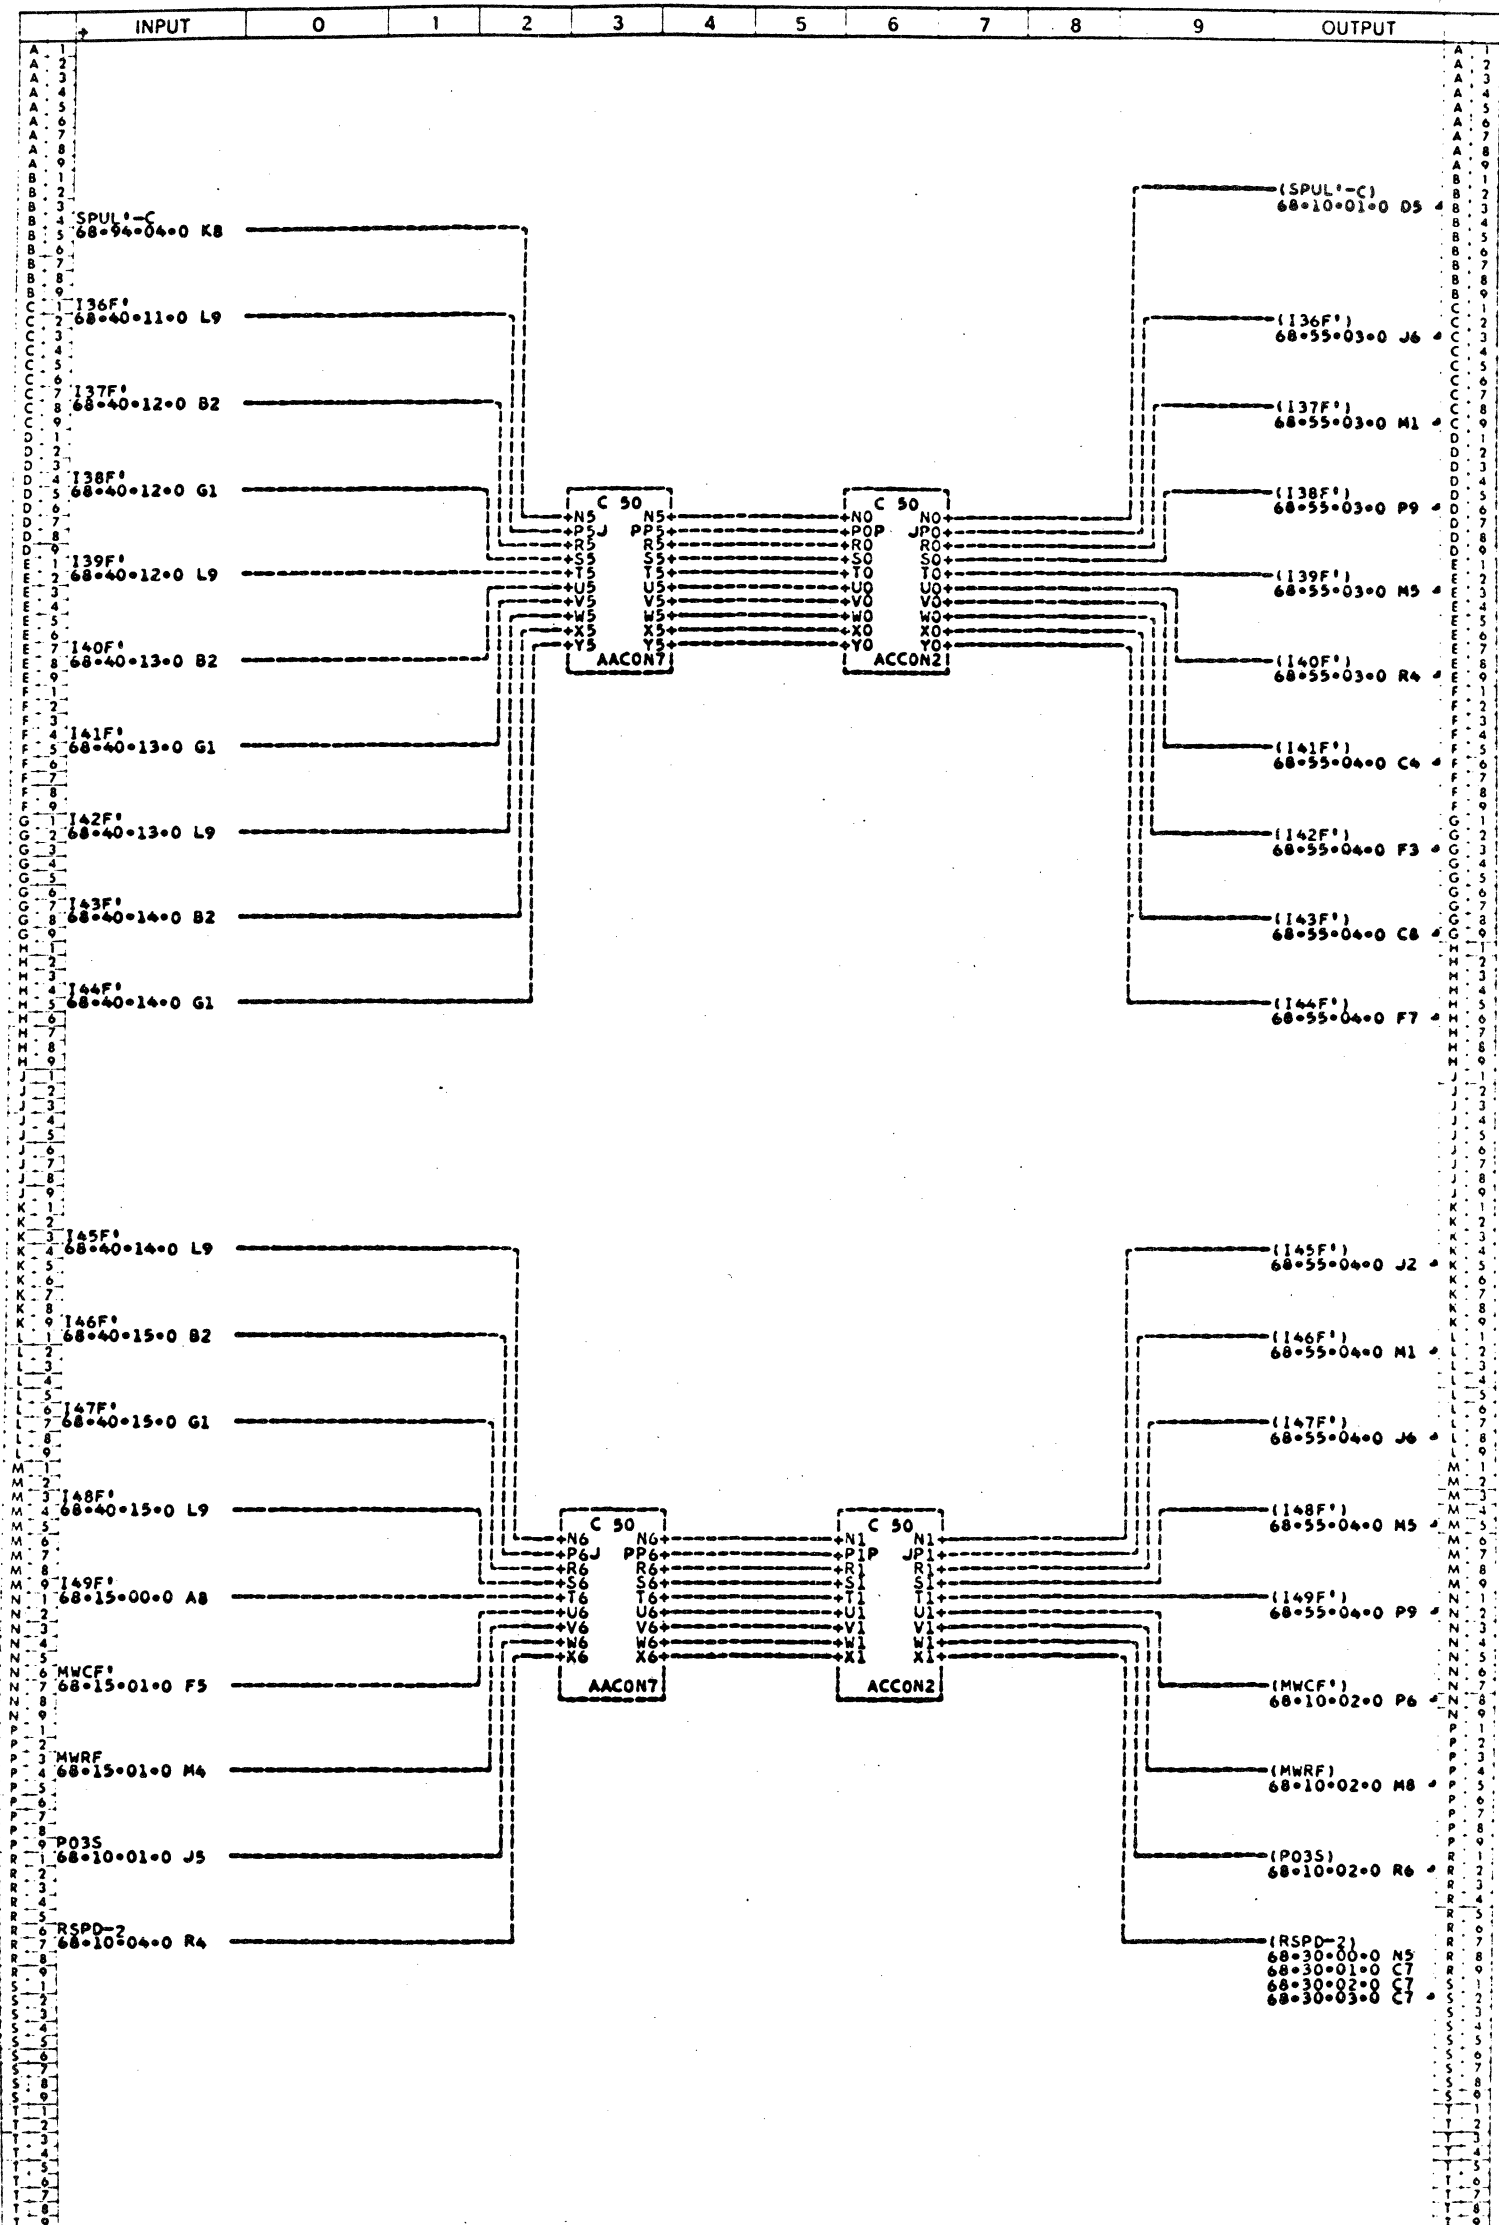 INPUT 0 1 2 3 4 5 6 7 8 9 OUTPUT
SPUL'-C
68•94•04•0 K8
I36F'
68•40•11•0 L9
I37F'
68•40•12•0 B2
I38F'
68•40•12•0 G1
I39F'
68•40•12•0 L9
I40F'
68•40•13•0 B2
I41F'
68•40•13•0 G1
I42F'
68•40•13•0 L9
I43F'
68•40•14•0 B2
I44F'
68•40•14•0 G1
C 50
N5 N5
P5J PP5
R5 R5
S5 S5
T5 T5
U5 U5
V5 V5
W5 W5
X5 X5
Y5 Y5
AACON7
C 50
N0 N0
P0P JP0
R0 R0
S0 S0
T0 T0
U0 U0
V0 V0
W0 W0
X0 X0
Y0 Y0
ACCON2
(SPUL'-C)
68•10•01•0 D5
(I36F')
68•55•03•0 J6
(I37F')
68•55•03•0 M1
(I38F')
68•55•03•0 P9
(I39F')
68•55•03•0 M5
(I40F')
68•55•03•0 R4
(I41F')
68•55•04•0 C4
(I42F')
68•55•04•0 F3
(I43F')
68•55•04•0 C8
(I44F')
68•55•04•0 F7
I45F'
68•40•14•0 L9
I46F'
68•40•15•0 B2
I47F'
68•40•15•0 G1
I48F'
68•40•15•0 L9
I49F'
68•15•00•0 A8
MWCF'
68•15•01•0 F5
MWRF
68•15•01•0 M4
P03S
68•10•01•0 J5
RSPD-2
68•10•04•0 R4
C 50
N6 N6
P6J PP6
R6 R6
S6 S6
T6 T6
U6 U6
V6 V6
W6 W6
X6 X6
AACON7
C 50
N1 N1
P1P JP1
R1 R1
S1 S1
T1 T1
U1 U1
V1 V1
W1 W1
X1 X1
ACCON2
(I45F')
68•55•04•0 J2
(I46F')
68•55•04•0 M1
(I47F')
68•55•04•0 J6
(I48F')
68•55•04•0 M5
(I49F')
68•55•04•0 P9
(MWCF')
68•10•02•0 P6
(MWRF)
68•10•02•0 M8
(P03S)
68•10•02•0 R6
(RSPD-2)
68•30•00•0 N5
68•30•01•0 C7
68•30•02•0 C7
68•30•03•0 C7